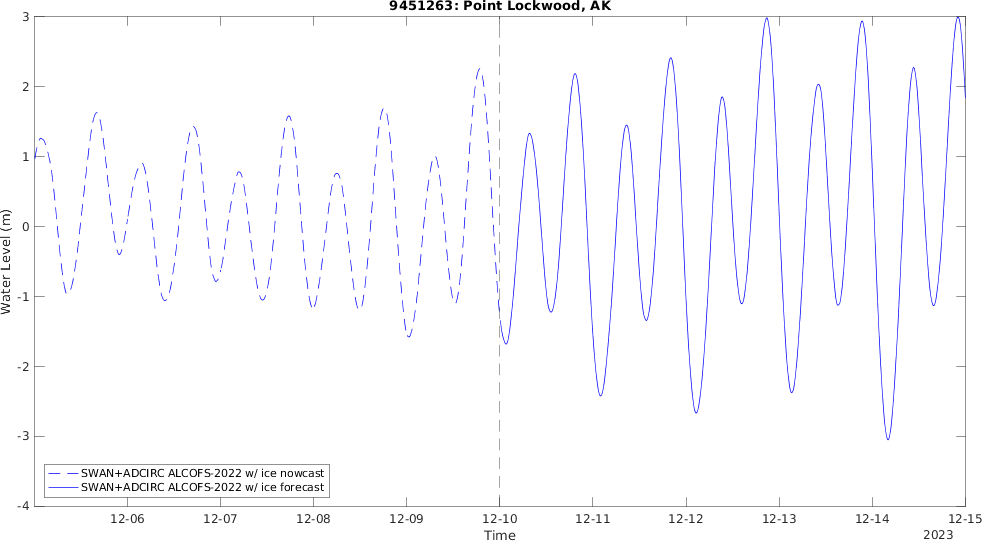 9451263: Point Lockwood, AK
Water Level (m)
3
2
1
0
-1
-2
-3
-4
SWAN+ADCIRC ALCOFS-2022 w/ ice nowcast
SWAN+ADCIRC ALCOFS-2022 w/ ice forecast
12-06 12-07 12-08 12-09 12-10 12-11 12-12 12-13 12-14 12-15
Time
2023